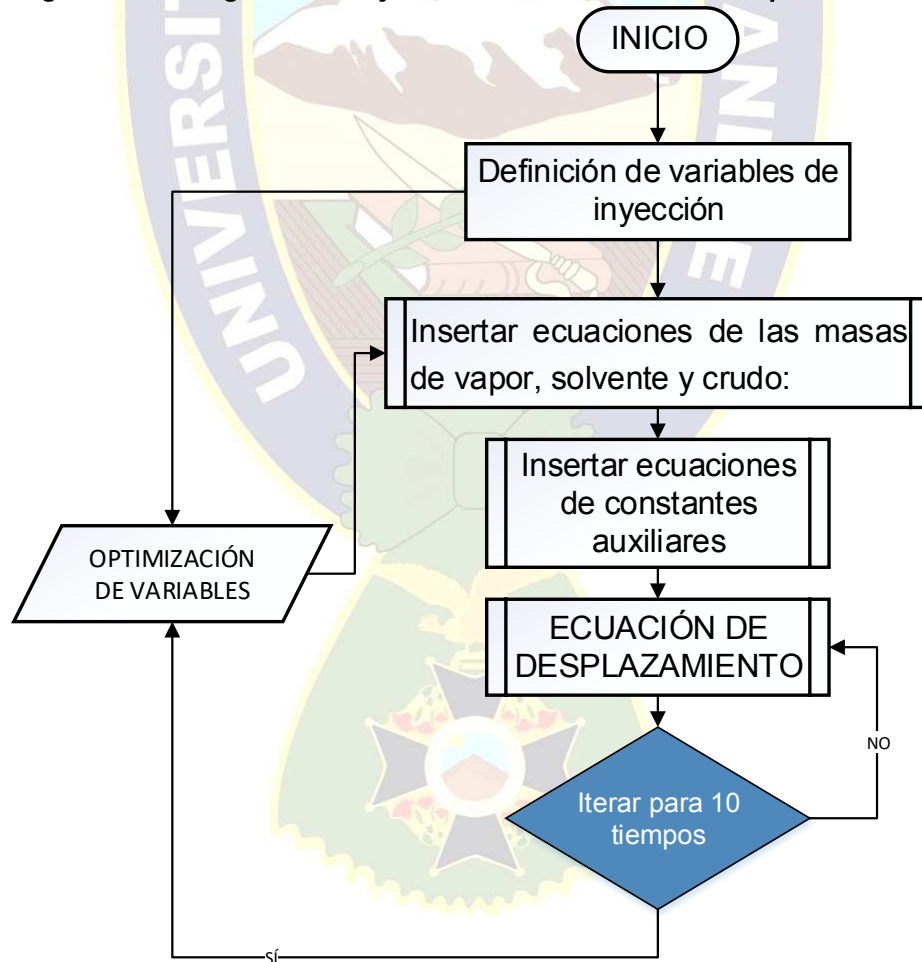 INICIO
Definición de variables de
inyección
Insertar ecuaciones de las masas
de vapor, solvente y crudo:
Insertar ecuaciones
de constantes
auxiliares
OPTIMIZACIÓN
DE VARIABLES
ECUACIÓN DE
DESPLAZAMIENTO
NO
Iterar para 10
tiempos
SÍ